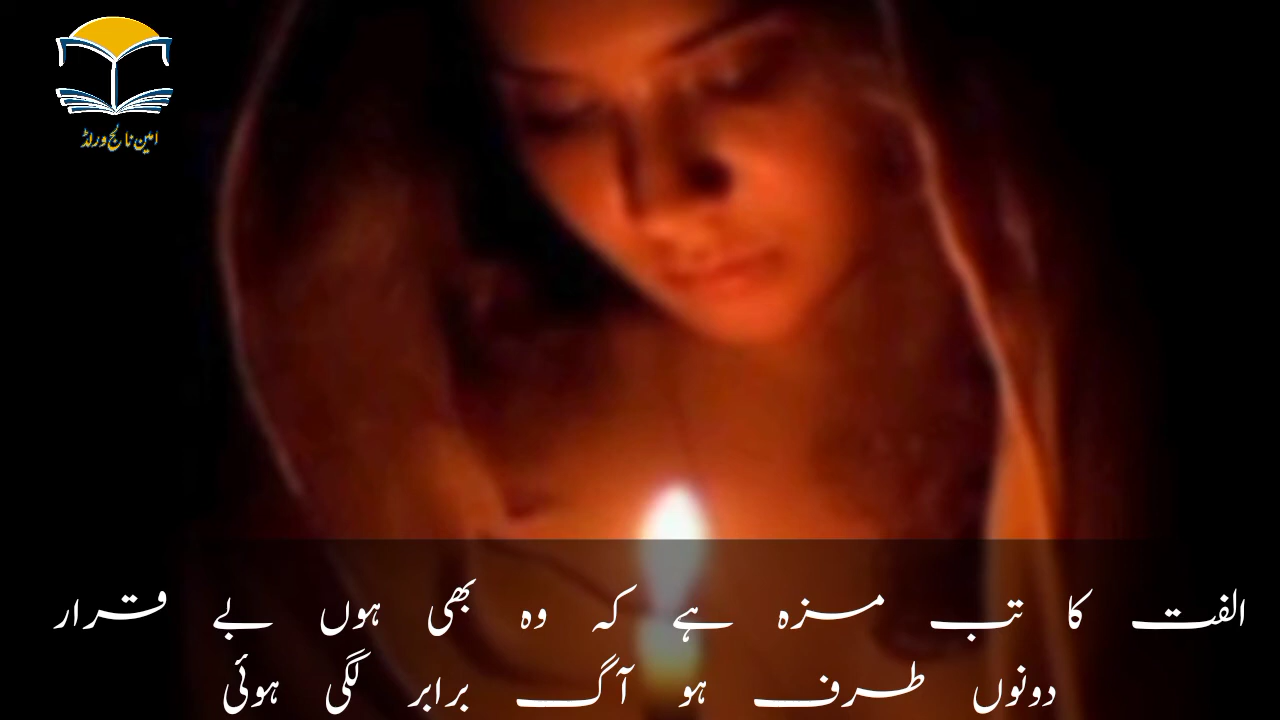 امین نالج ورلڈ
الفت کا تب مزہ ہے کہ وہ بھی ہوں بے قرار
دونوں طرف ہو آگ برابر لگی ہوئی